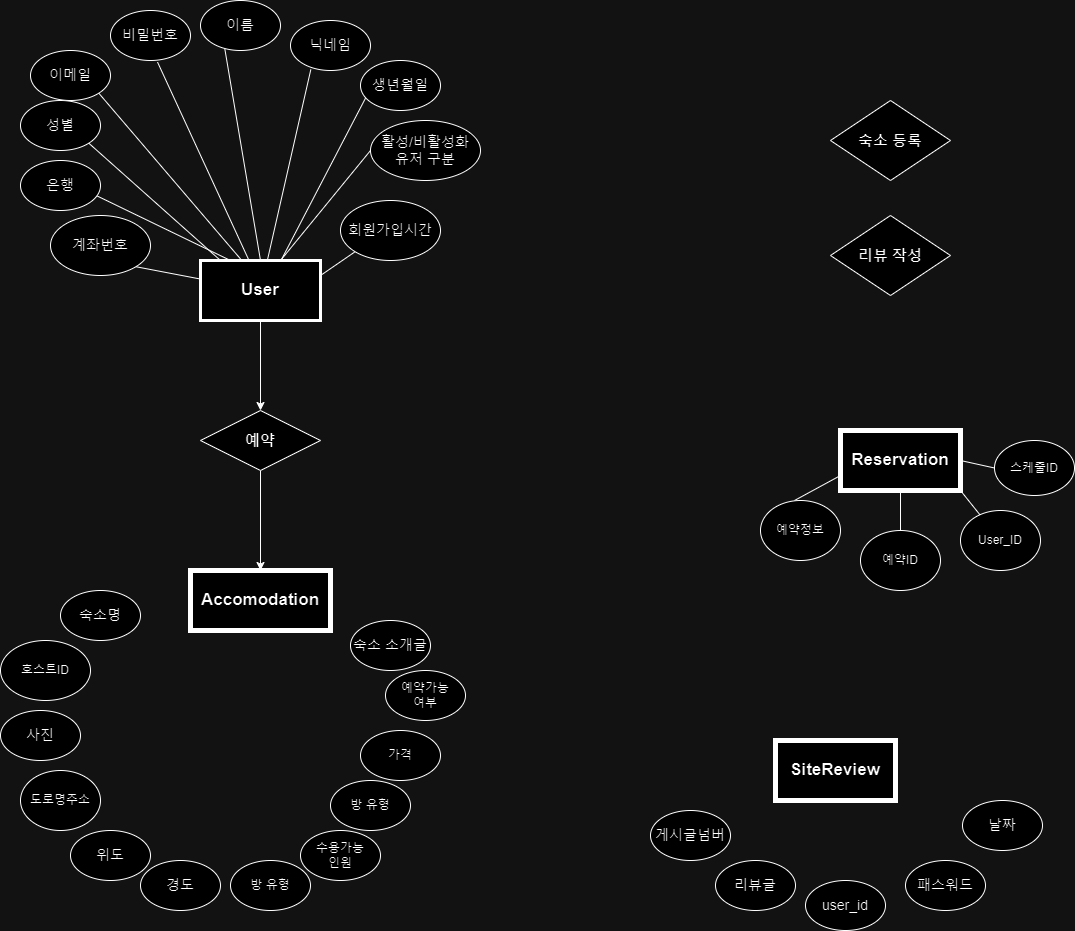 이름
비밀번호
닉네임
이메일
생년월일
성별
활성/비활성화
유저 구분
은행
회원가입시간
계좌번호
User
숙소 등록
리뷰 작성
예약
Reservation
스케줄ID
예약정보
User_ID
예약ID
Accomodation
숙소명
숙소 소개글
호스트ID
예약가능
여부
사진
가격
도로명주소
방 유형
위도
수용가능
인원
경도
방 유형
SiteReview
게시글넘버
날짜
리뷰글
패스워드
user_id